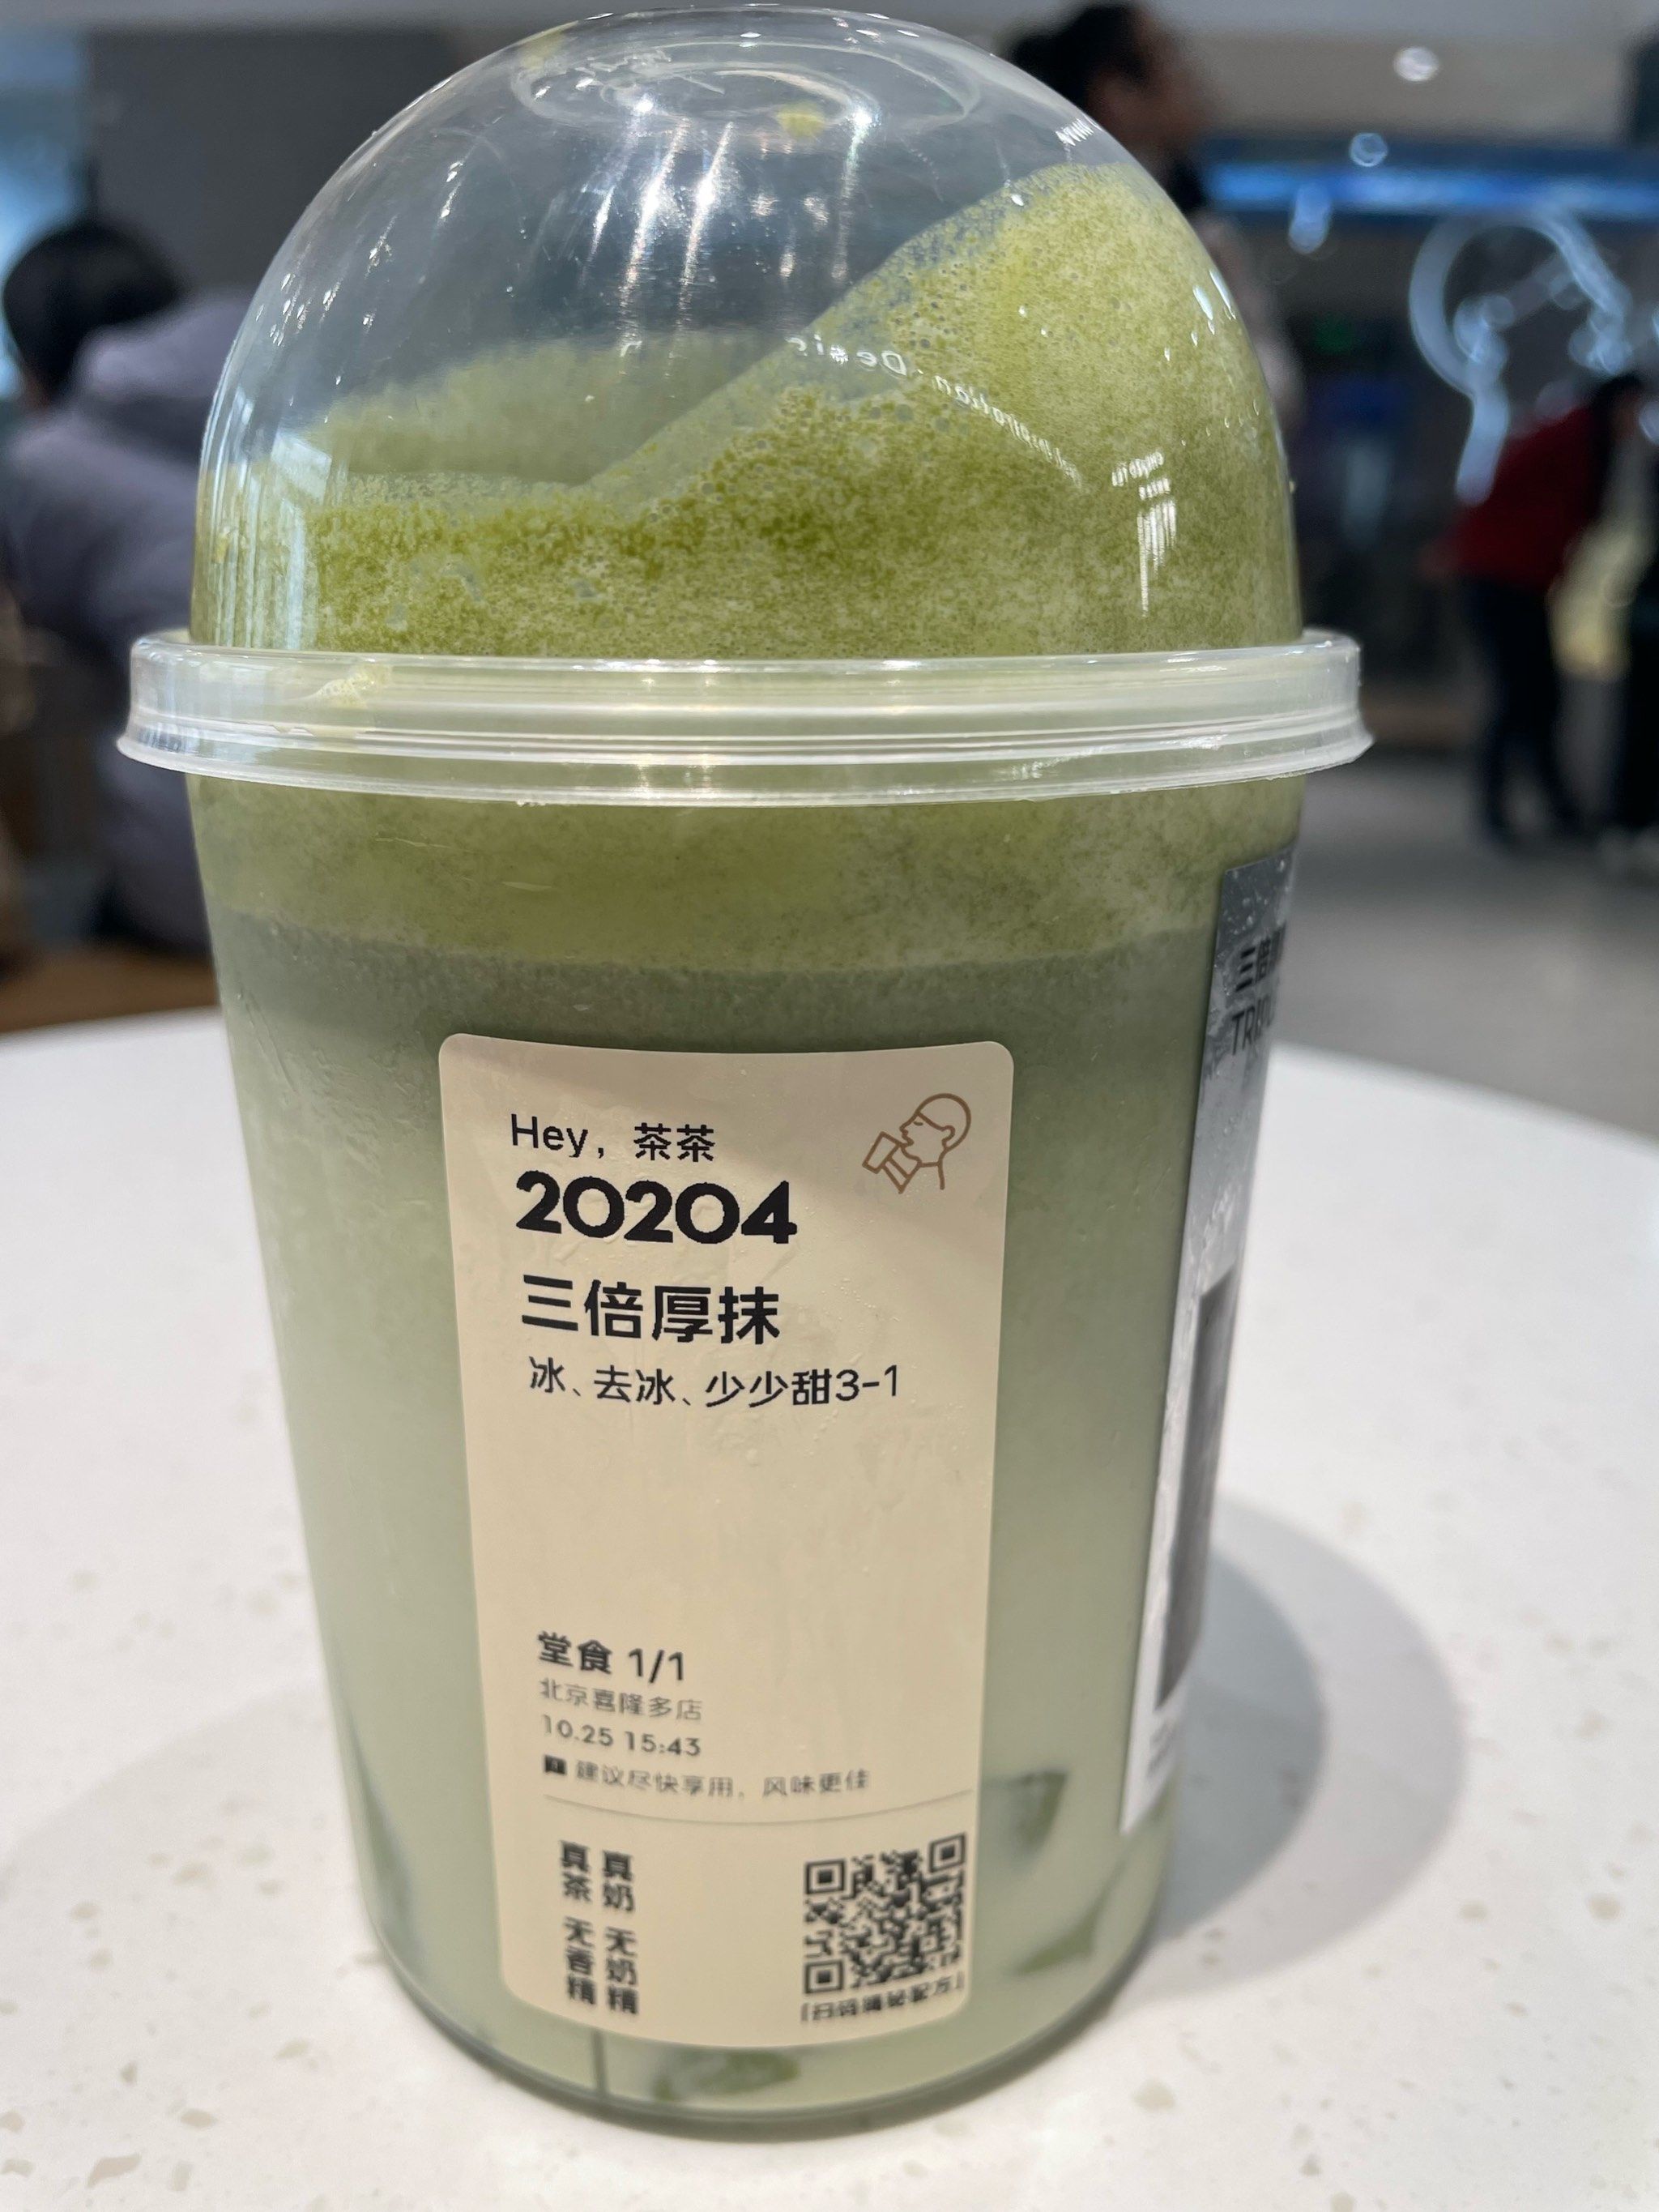 Hey, 茶茶
20204
三倍厚抹
冰、去冰、少少甜3-1
堂食 1/1
北京喜隆多店
10.25 15:43
建议尽快享用，风味更佳
真奶 无奶精
真茶 无香精
三倍